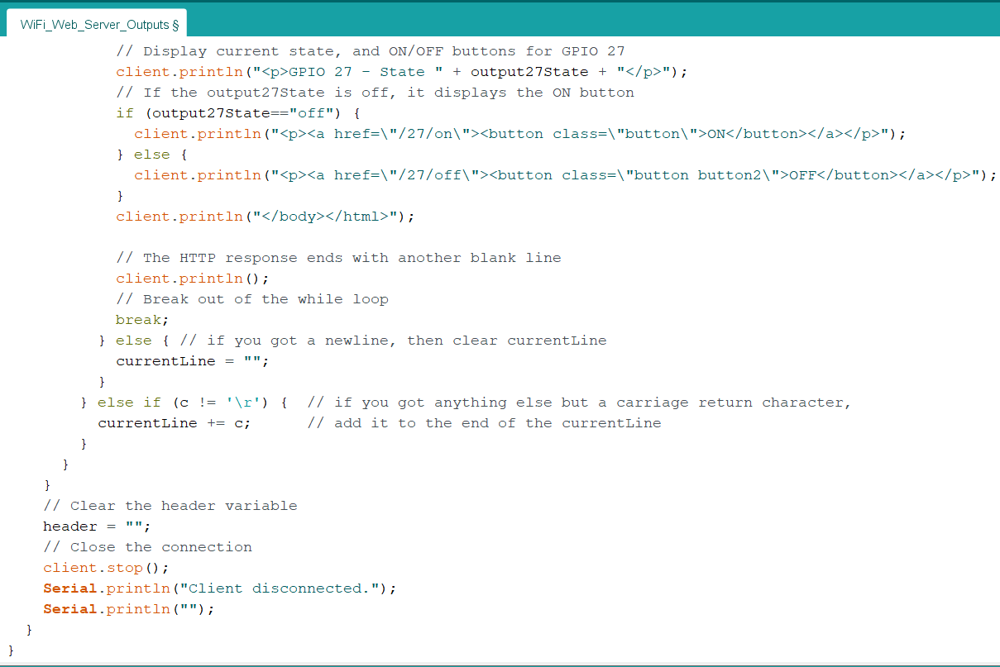 WiFi_Web_Server_Outputs §
// Display current state, and ON/OFF buttons for GPIO 27
client.println("<p>GPIO 27 - State " + output27State + "</p>");
// If the output27State is off, it displays the ON button
if (output27State=="off") {
client.println("<p><a href=\"/27/on\"><button class=\"button\">ON</button></a></p>");
} else {
client.println("<p><a href=\"/27/off\"><button class=\"button button2\">OFF</button></a></p>");
}
client.println("</body></html>");
// The HTTP response ends with another blank line
client.println();
// Break out of the while loop
break;
} else { // if you got a newline, then clear currentLine
currentLine = "";
}
} else if (c != '\r') {  // if you got anything else but a carriage return character,
currentLine += c;      // add it to the end of the currentLine
}
}
}
// Clear the header variable
header = "";
// Close the connection
client.stop();
Serial.println("Client disconnected.");
Serial.println("");
}
}